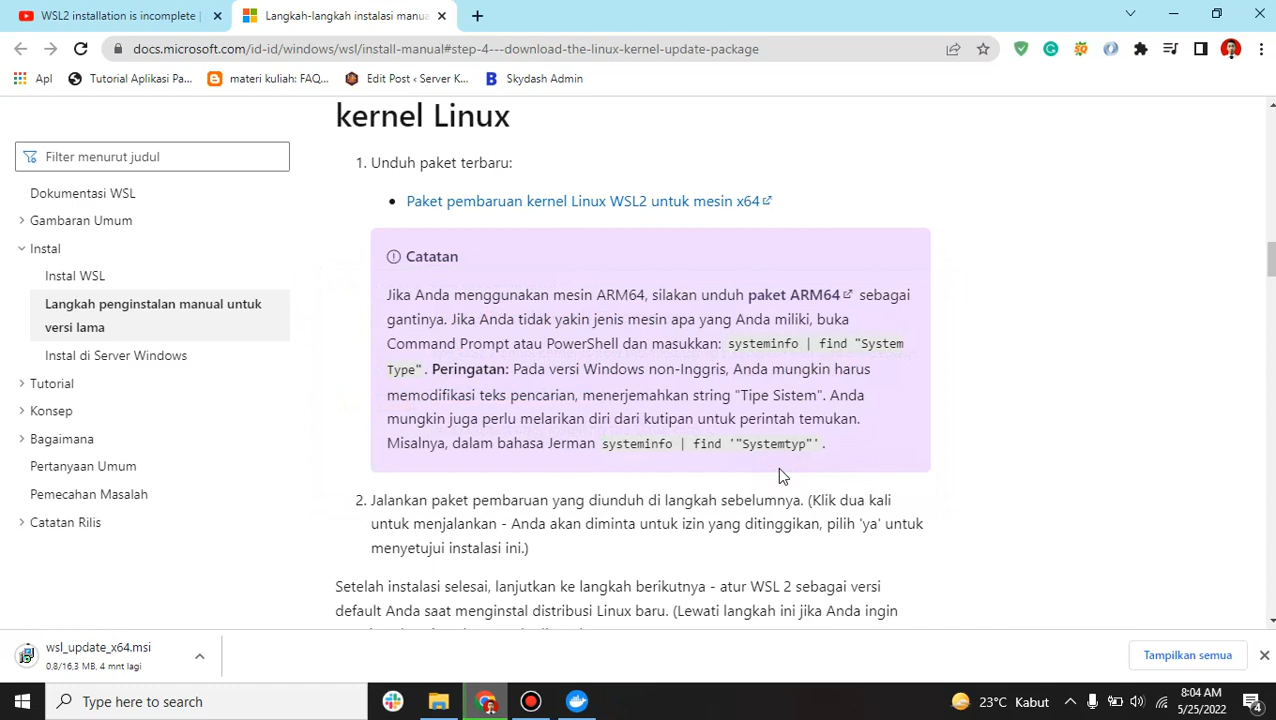 WSL2 installation is incomplete |
Langkah-langkah instalasi manua
docs.microsoft.com/id-id/windows/wsl/install-manual#step-4---download-the-linux-kernel-update-package
Apl
Tutorial Aplikasi Pa...
materi kuliah: FAQ...
Edit Post ‹ Server K...
Skydash Admin
Filter menurut judul
Dokumentasi WSL
Gambaran Umum
Instal
Instal WSL
Langkah penginstalan manual untuk
versi lama
Instal di Server Windows
Tutorial
Konsep
Bagaimana
Pertanyaan Umum
Pemecahan Masalah
Catatan Rilis
kernel Linux
1. Unduh paket terbaru:
Paket pembaruan kernel Linux WSL2 untuk mesin x64
Catatan
Jika Anda menggunakan mesin ARM64, silakan unduh paket ARM64 sebagai
gantinya. Jika Anda tidak yakin jenis mesin apa yang Anda miliki, buka
Command Prompt atau PowerShell dan masukkan: systeminfo | find "System
Type". Peringatan: Pada versi Windows non-Inggris, Anda mungkin harus
memodifikasi teks pencarian, menerjemahkan string "Tipe Sistem". Anda
mungkin juga perlu melarikan diri dari kutipan untuk perintah temukan.
Misalnya, dalam bahasa Jerman systeminfo | find '"Systemtyp"'.
2. Jalankan paket pembaruan yang diunduh di langkah sebelumnya. (Klik dua kali
untuk menjalankan - Anda akan diminta untuk izin yang ditinggikan, pilih 'ya' untuk
menyetujui instalasi ini.)
Setelah instalasi selesai, lanjutkan ke langkah berikutnya - atur WSL 2 sebagai versi
default Anda saat menginstal distribusi Linux baru. (Lewati langkah ini jika Anda ingin
wsl_update_x64.msi
0.8/16,3 MB, 4 mnt lagi
Tampilkan semua
Type here to search
23°C Kabut
8:04 AM
5/25/2022
4